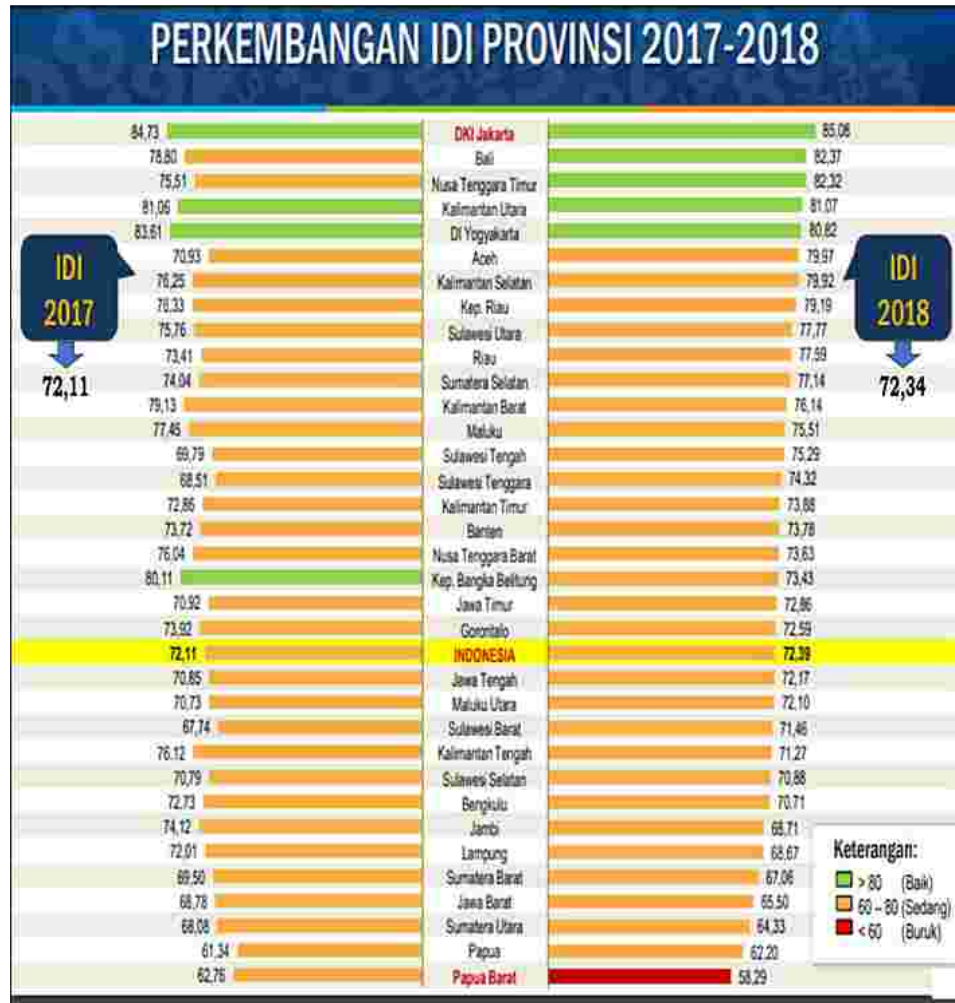 PERKEMBANGAN IDI PROVINSI 2017-2018
84,73 DKI Jakarta 85,08
78,80 Bali 82,37
75,51 Nusa Tenggara Timur 82,32
81,06 Kalimantan Utara 81,07
83,61 DI Yogyakarta 80,82
70,93 Aceh 79,97
76,25 Kalimantan Selatan 79,92
76,33 Kep. Riau 79,19
75,76 Sulawesi Utara 77,77
73,41 Riau 77,59
74,04 Sumatera Selatan 77,14
79,13 Kalimantan Barat 76,14
77,45 Maluku 75,51
69,79 Sulawesi Tengah 75,29
68,51 Sulawesi Tenggara 74,32
72,86 Kalimantan Timur 73,88
73,72 Banten 73,78
76,04 Nusa Tenggara Barat 73,63
80,11 Kep. Bangka Belitung 73,43
70,92 Jawa Timur 72,86
73,92 Gorontalo 72,59
72,11 INDONESIA 72,39
70,85 Jawa Tengah 72,17
70,73 Maluku Utara 72,10
67,74 Sulawesi Barat 71,46
76,12 Kalimantan Tengah 71,27
70,79 Sulawesi Selatan 70,88
72,73 Bengkulu 70,71
74,12 Jambi 68,71
72,01 Lampung 68,67
69,50 Sumatera Barat 67,06
68,78 Jawa Barat 65,50
68,08 Sumatera Utara 64,33
61,34 Papua 62,20
62,76 Papua Barat 58,29
IDI
2017
72,11
IDI
2018
72,34
Keterangan:
> 80 (Baik)
60 – 80 (Sedang)
< 60 (Buruk)